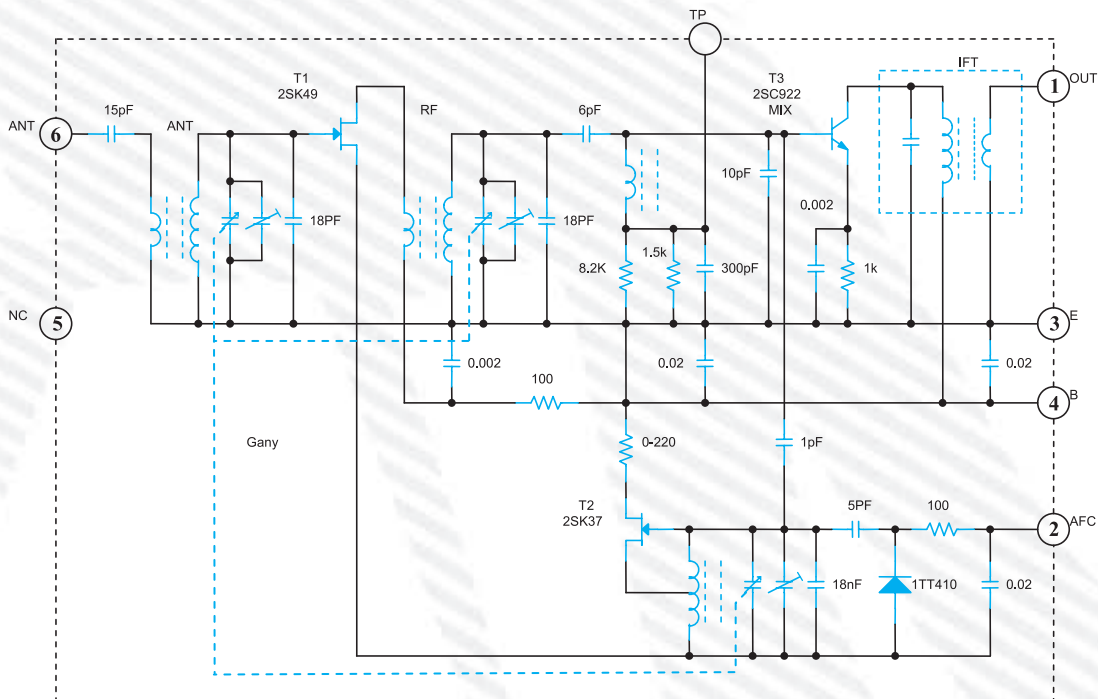 TP
IFT
T1
2SK49
T3
2SC922
MIX
1
OUT
15pF
ANT
6
ANT
RF
6pF
10pF
0.002
18PF
18PF
8.2K
1.5k
300pF
1k
NC
5
3
E
0.002
0.02
0.02
100
4
B
Gany
0-220
1pF
T2
2SK37
5PF
100
2
AFC
18nF
1TT410
0.02